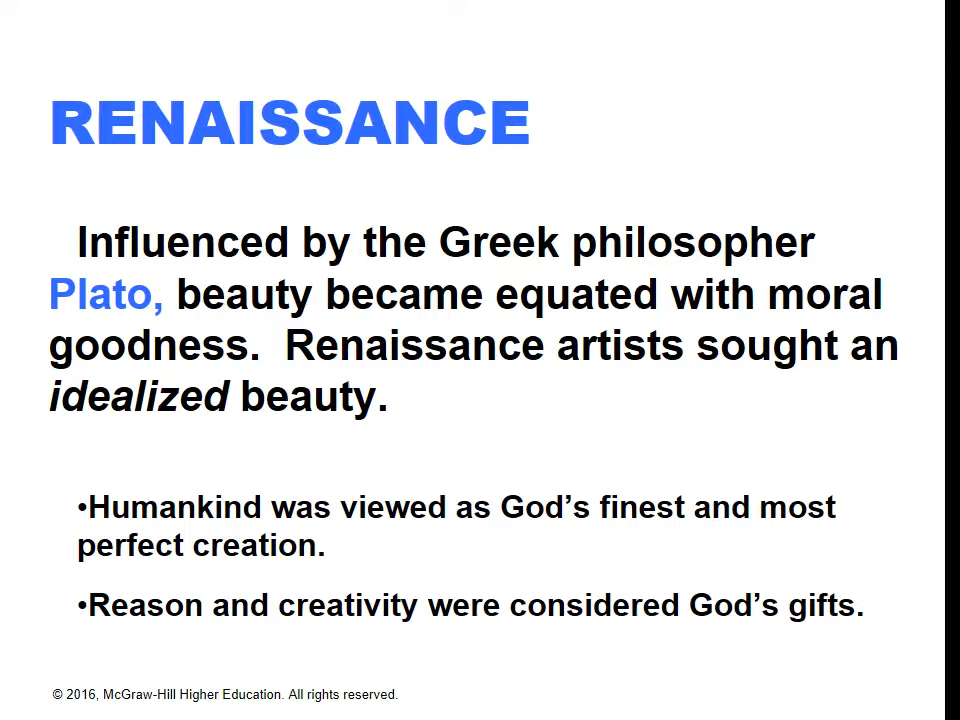 RENAISSANCE
Influenced by the Greek philosopher
Plato, beauty became equated with moral
goodness.  Renaissance artists sought an
idealized beauty.
•Humankind was viewed as God’s finest and most
perfect creation.
•Reason and creativity were considered God’s gifts.
© 2016, McGraw-Hill Higher Education. All rights reserved.